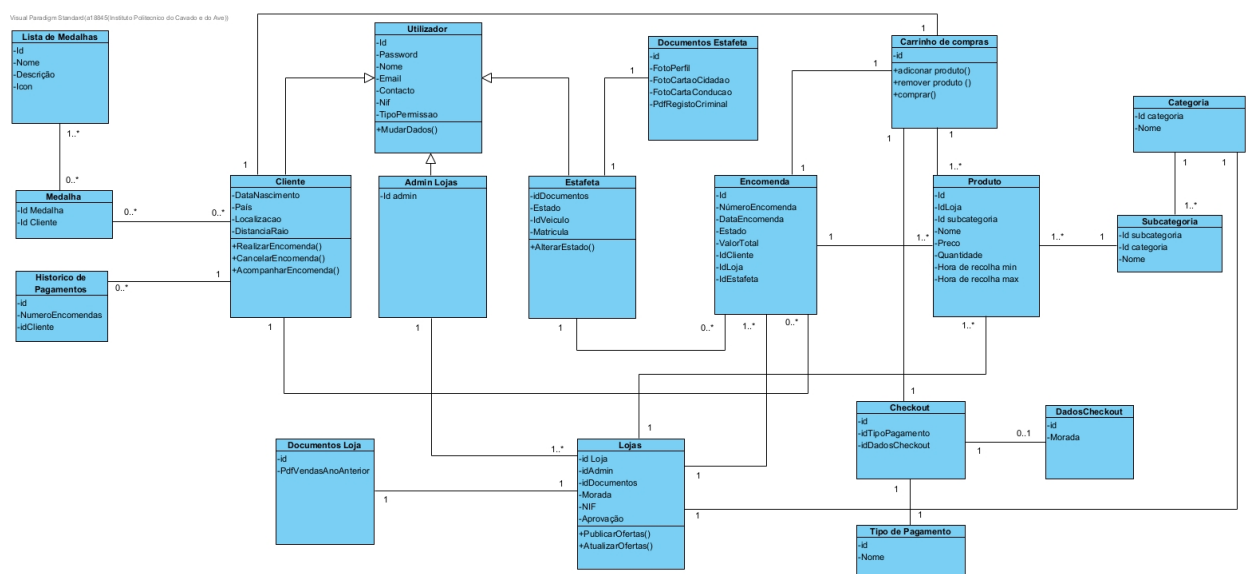 Visual Paradigm Standard(a18845(Instituto Politecnico do Cavado e do Ave))
Lista de Medalhas
-Id
-Nome
-Descrição
-Icon
1..*
0..*
Medalha
-Id Medalha
-Id Cliente
0..*
0..*
Historico de
Pagamentos
-id
-NumeroEncomendas
-idCliente
0..*
1
Utilizador
-Id
-Password
-Nome
-Email
-Contacto
-Nif
-TipoPermissao
+MudarDados()
1
Cliente
-DataNascimento
-País
-Localizacao
-DistanciaRaio
+RealizarEncomenda()
+CancelarEncomenda()
+AcompanharEncomenda()
1
Admin Lojas
-Id admin
1
Estafeta
-idDocumentos
-Estado
-IdVeiculo
-Matricula
+AlterarEstado()
1
1
1
Documentos Estafeta
-id
-FotoPerfil
-FotoCartaoCidadao
-FotoCartaConducao
-PdfRegistoCriminal
1
Carrinho de compras
-id
+adiconar produto()
+remover produto ()
+comprar()
1
1
1
1
1..*
Encomenda
-Id
-NúmeroEncomenda
-DataEncomenda
-Estado
-ValorTotal
-IdCliente
-IdLoja
-IdEstafeta
0..*
1..*
0..*
1
1..*
Produto
-Id
-IdLoja
-Id subcategoria
-Nome
-Preco
-Quantidade
-Hora de recolha min
-Hora de recolha max
1..*
1..*
1
Categoria
-Id categoria
-Nome
1
1
1..*
Subcategoria
-Id subcategoria
-Id categoria
-Nome
Documentos Loja
-id
-PdfVendasAnoAnterior
1
1
1..*
1
Lojas
-id Loja
-idAdmin
-idDocumentos
-Morada
-NIF
-Aprovação
+PublicarOfertas()
+AtualizarOfertas()
1
1
1
Checkout
-id
-idTipoPagamento
-idDadosCheckout
1
0..1
DadosCheckout
-id
-Morada
1
1
Tipo de Pagamento
-id
-Nome